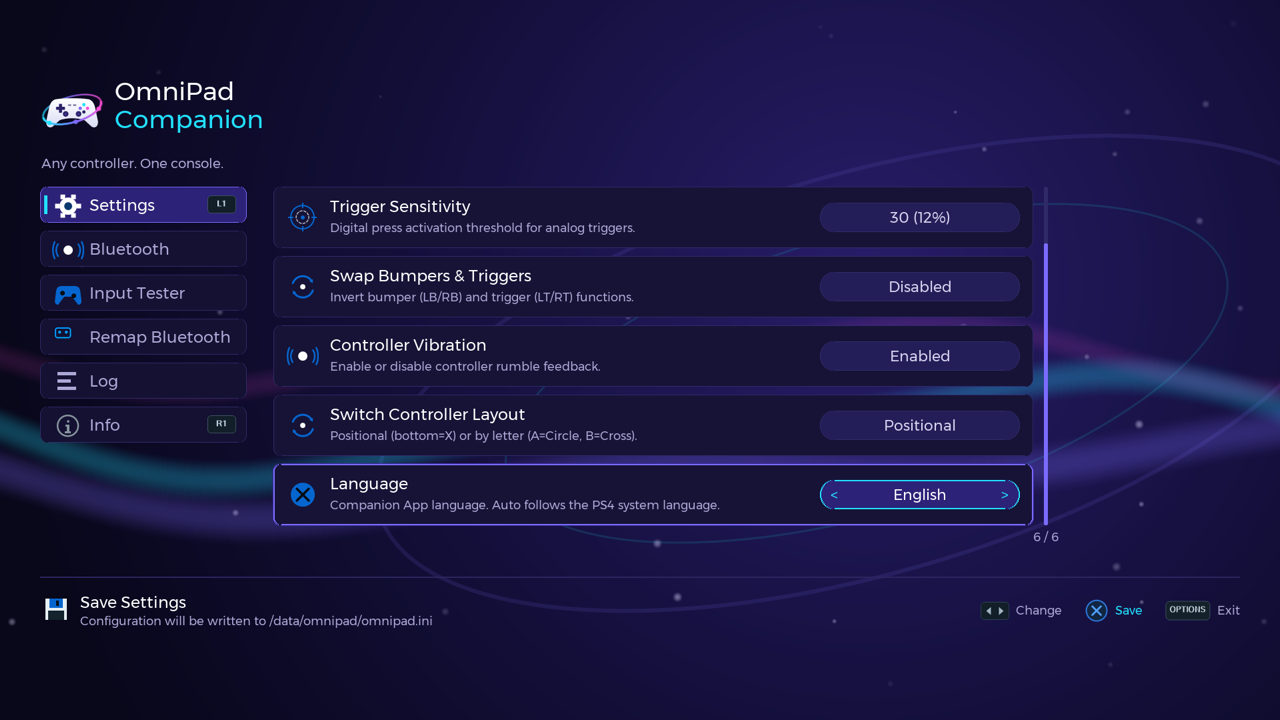 OmniPad
Companion
Any controller. One console.
Settings
L1
Bluetooth
Input Tester
Remap Bluetooth
Log
Info
R1
Trigger Sensitivity
Digital press activation threshold for analog triggers.
30 (12%)
Swap Bumpers & Triggers
Invert bumper (LB/RB) and trigger (LT/RT) functions.
Disabled
Controller Vibration
Enable or disable controller rumble feedback.
Enabled
Switch Controller Layout
Positional (bottom=X) or by letter (A=Circle, B=Cross).
Positional
Language
Companion App language. Auto follows the PS4 system language.
< English >
6 / 6
Save Settings
Configuration will be written to /data/omnipad/omnipad.ini
Change
Save
OPTIONS Exit